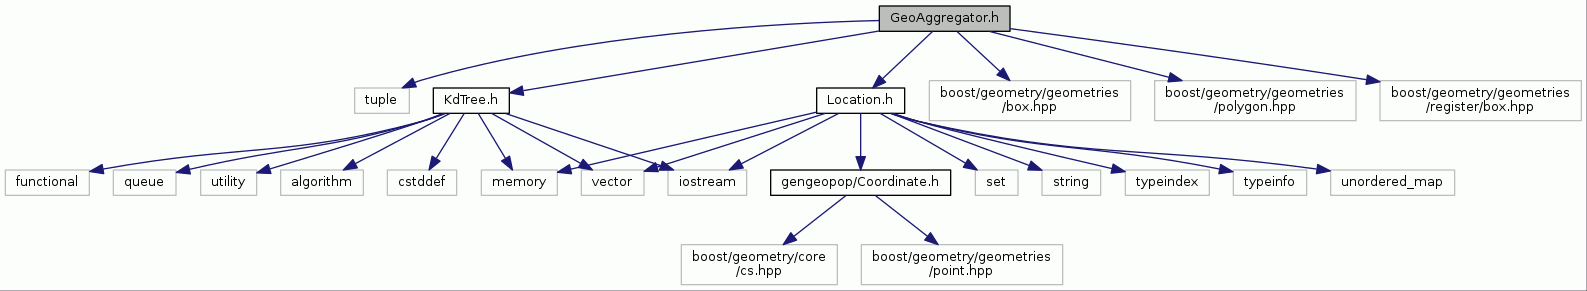 GeoAggregator.h
tuple
KdTree.h
Location.h
boost/geometry/geometries
/box.hpp
boost/geometry/geometries
/polygon.hpp
boost/geometry/geometries
/register/box.hpp
functional
queue
utility
algorithm
cstddef
memory
vector
iostream
gengeopop/Coordinate.h
set
string
typeindex
typeinfo
unordered_map
boost/geometry/core
/cs.hpp
boost/geometry/geometries
/point.hpp